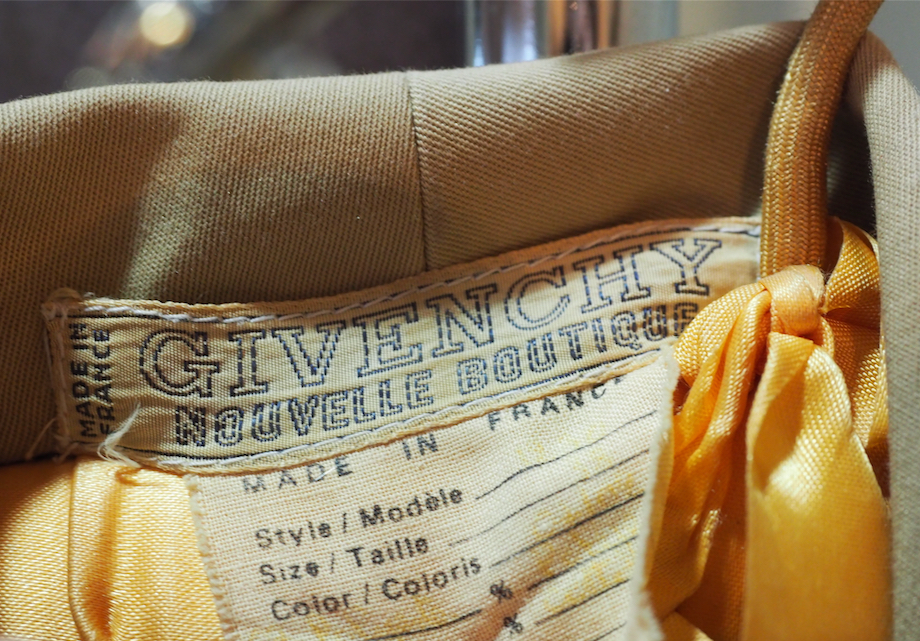 MADE IN
FRANCE
GIVENCHY
NOUVELLE BOUTIQUE
MADE IN FRANCE
Style / Modèle
Size / Taille
Color / Coloris
%
%